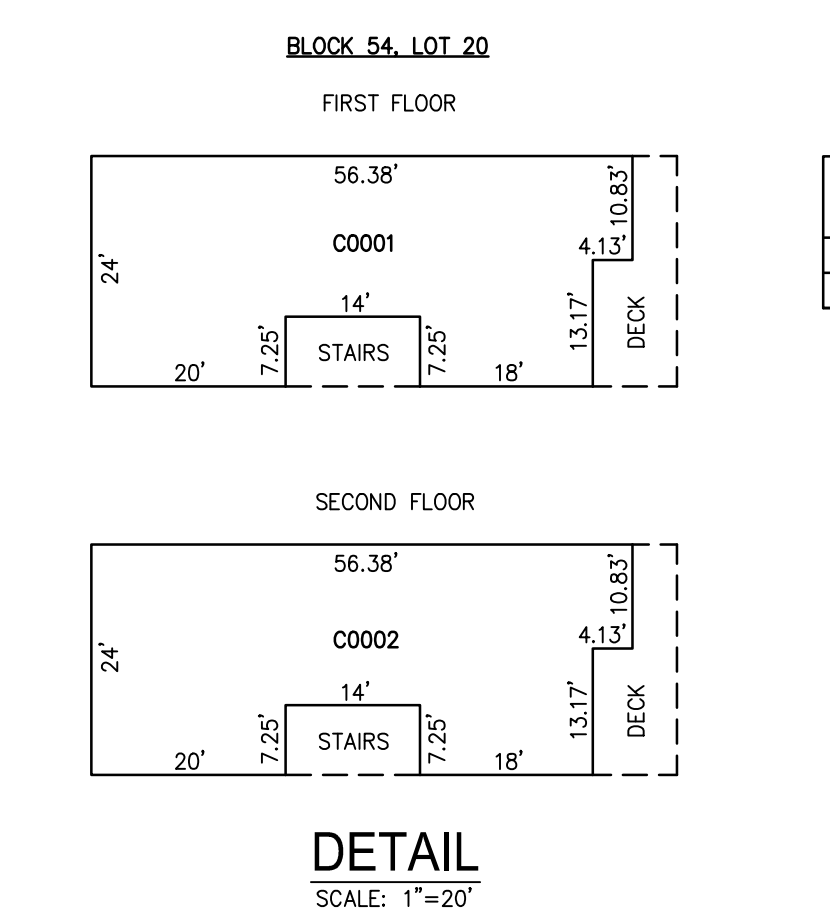 BLOCK 54, LOT 20
FIRST FLOOR
56.38’
10.83’
C0001
4.13’
24’
14’
13.17’
DECK
7.25’
STAIRS
7.25’
20’
18’
SECOND FLOOR
56.38’
10.83’
C0002
4.13’
24’
14’
13.17’
DECK
7.25’
STAIRS
7.25’
20’
18’
DETAIL
SCALE: 1”=20’